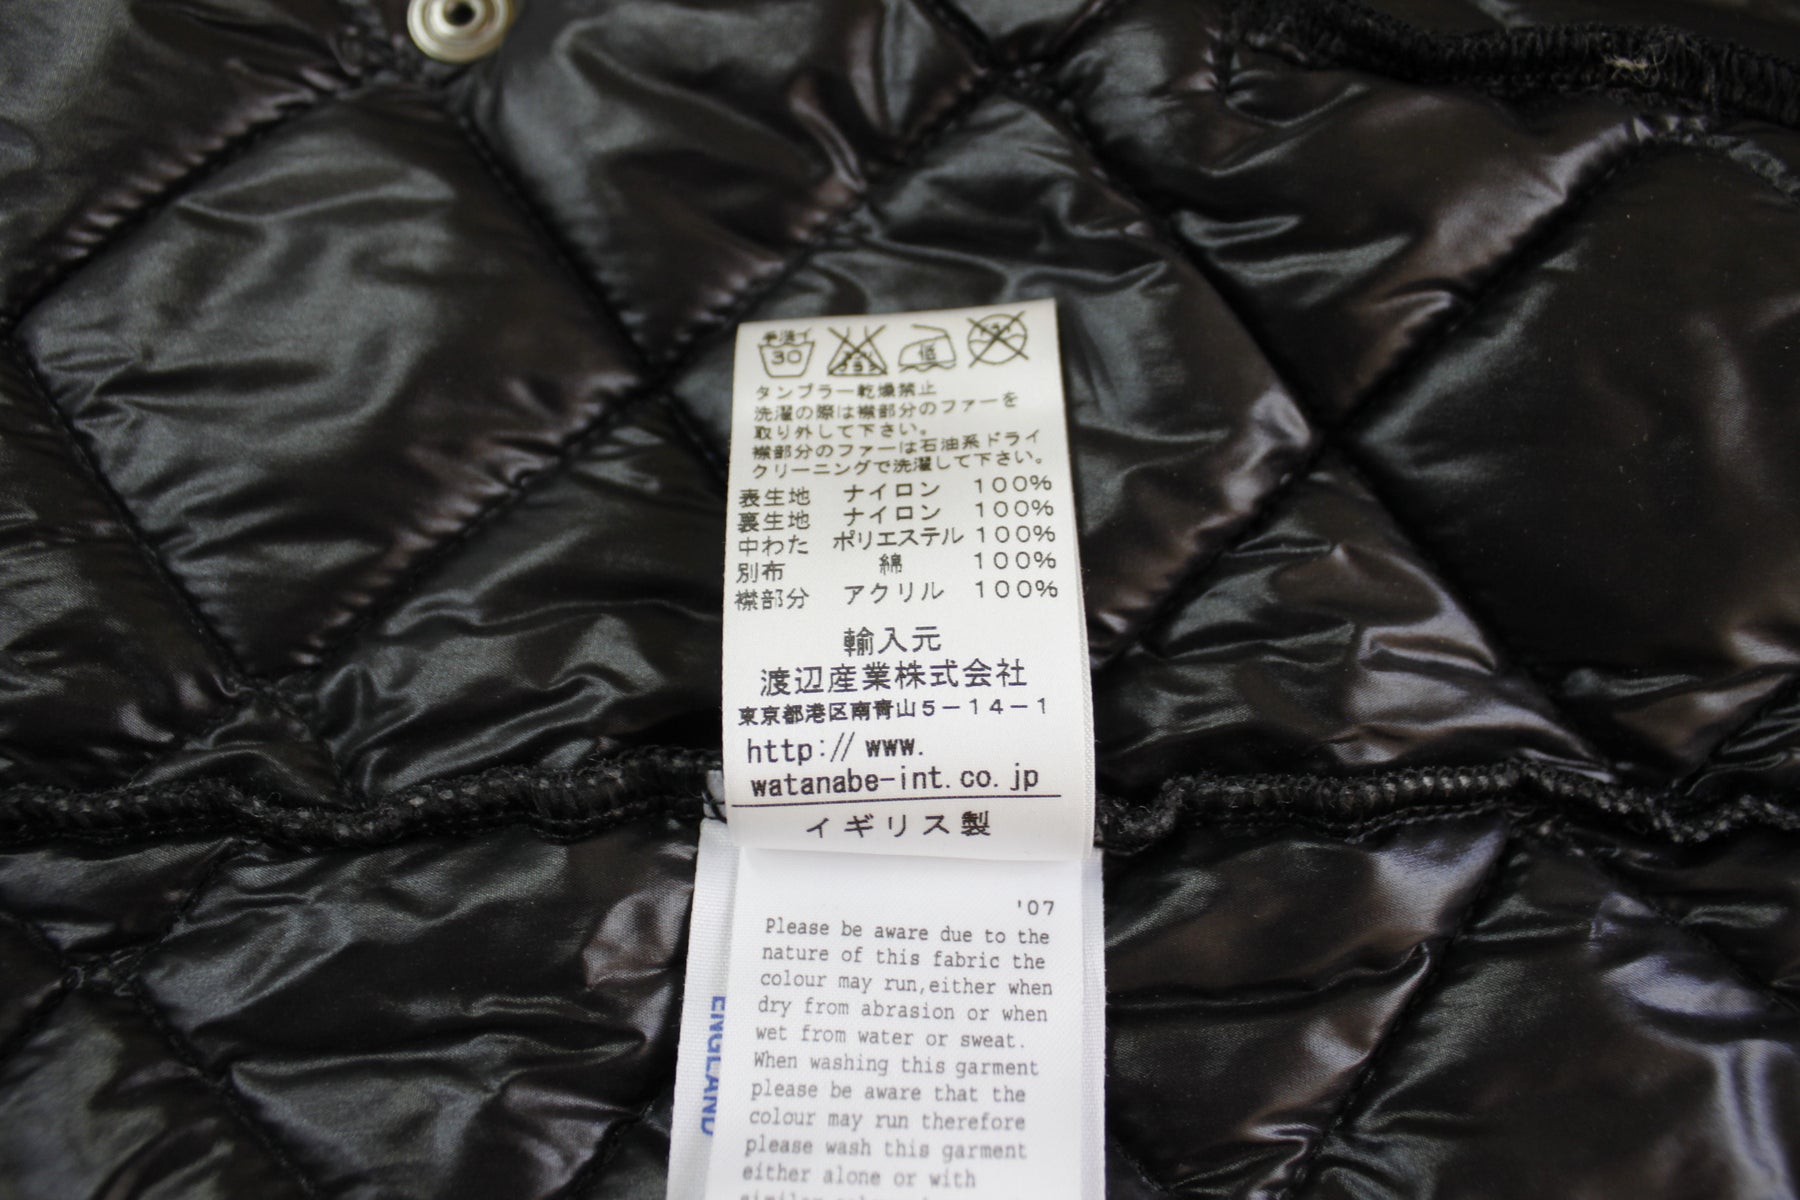 手洗イ
30
低
タンブラー乾燥禁止
洗濯の際は襟部分のファーを
取り外して下さい。
襟部分のファーは石油系ドライ
クリーニングで洗濯して下さい。
表生地 ナイロン 100%
裏生地 ナイロン 100%
中わた ポリエステル 100%
別布 綿 100%
襟部分 アクリル 100%
輸入元
渡辺産業株式会社
東京都港区南青山5-14-1
http://www.
watanabe-int.co.jp
イギリス製
'07
Please be aware due to the
nature of this fabric the
colour may run,either when
dry from abrasion or when
wet from water or sweat.
When washing this garment
please be aware that the
colour may run therefore
please wash this garment
either alone or with
ENGLAND